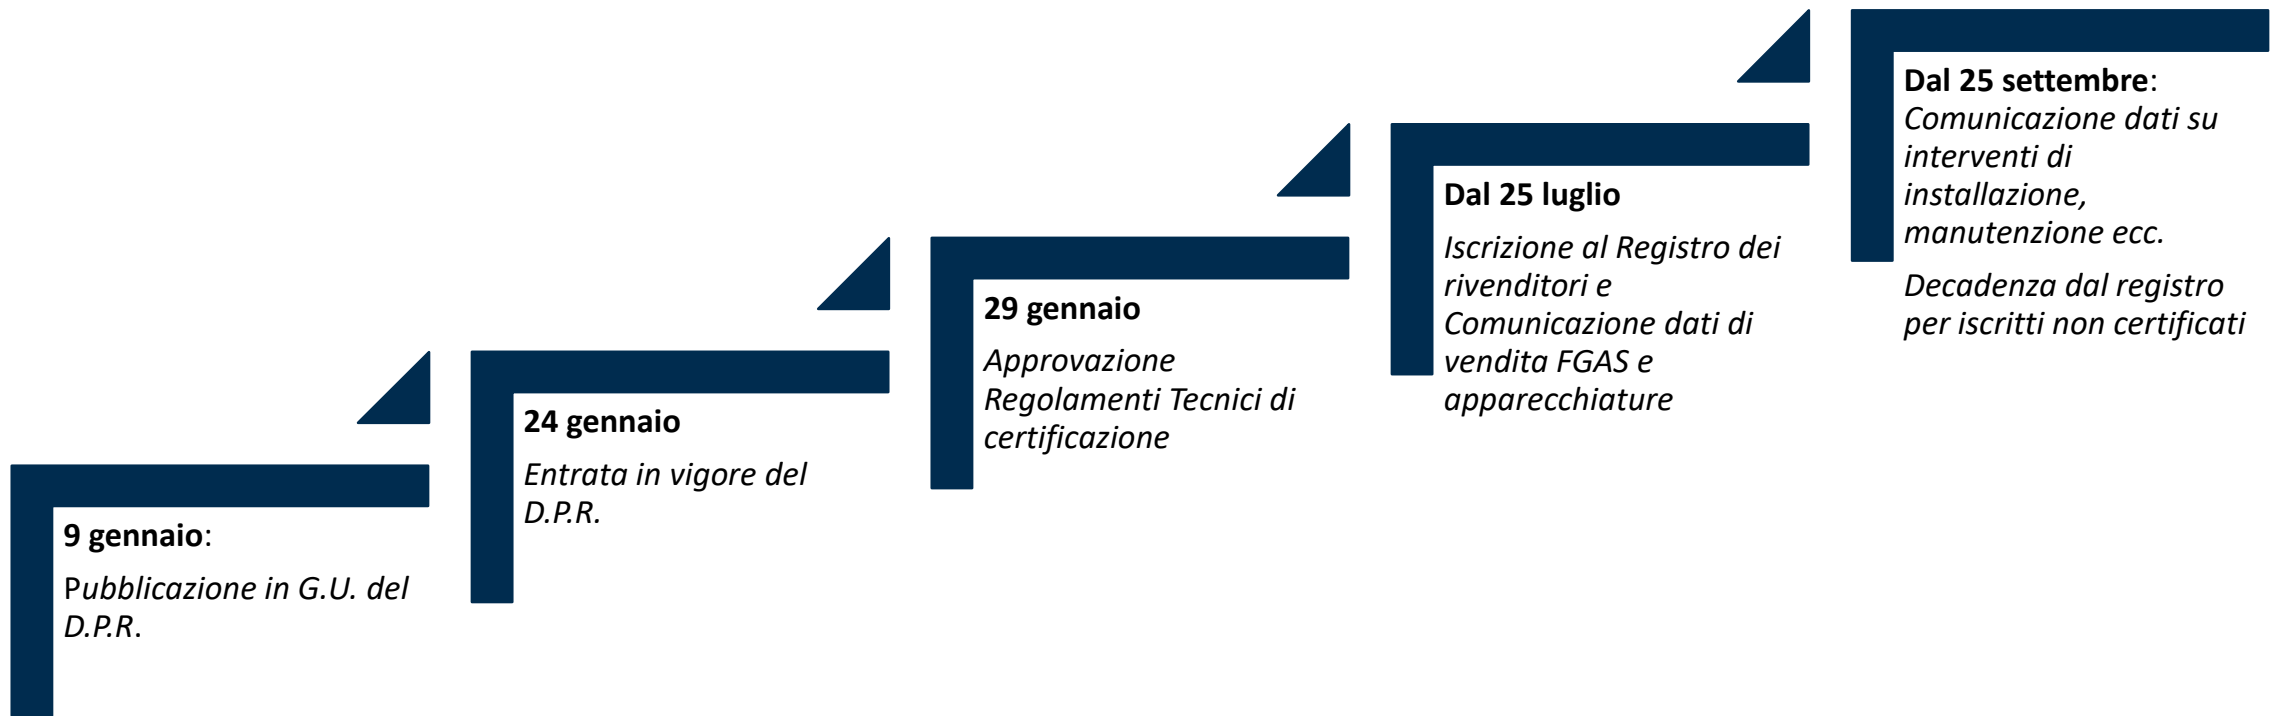 9 gennaio:
Pubblicazione in G.U. del
D.P.R.
24 gennaio
Entrata in vigore del
D.P.R.
29 gennaio
Approvazione
Regolamenti Tecnici di
certificazione
Dal 25 luglio
Iscrizione al Registro dei
rivenditori e
Comunicazione dati di
vendita FGAS e
apparecchiature
Dal 25 settembre:
Comunicazione dati su
interventi di
installazione,
manutenzione ecc.
Decadenza dal registro
per iscritti non certificati